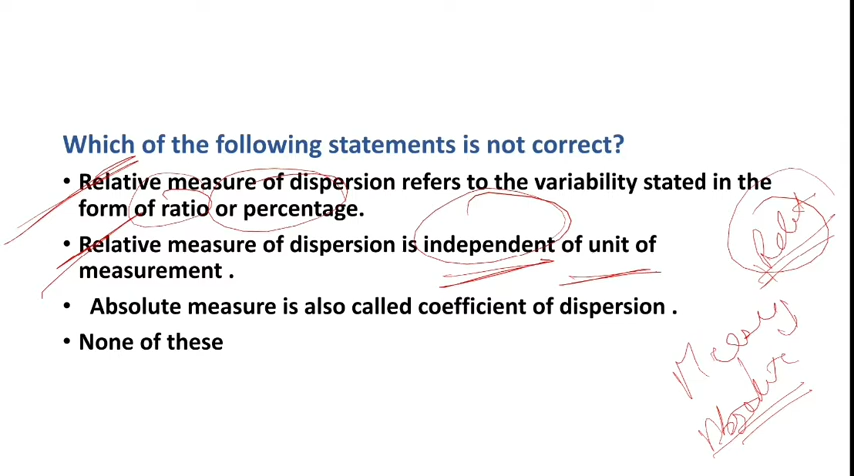 Which of the following statements is not correct?
• Relative measure of dispersion refers to the variability stated in the
form of ratio or percentage.
• Relative measure of dispersion is independent of unit of
measurement .
• Absolute measure is also called coefficient of dispersion .
• None of these
Absolute